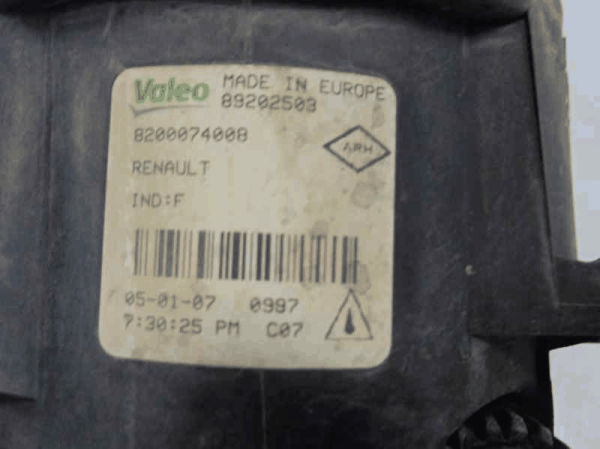 Valeo MADE IN EUROPE
89202503
8200074008
ARH
RENAULT
IND:F
05-01-07 0997
7:30:25 PM C07